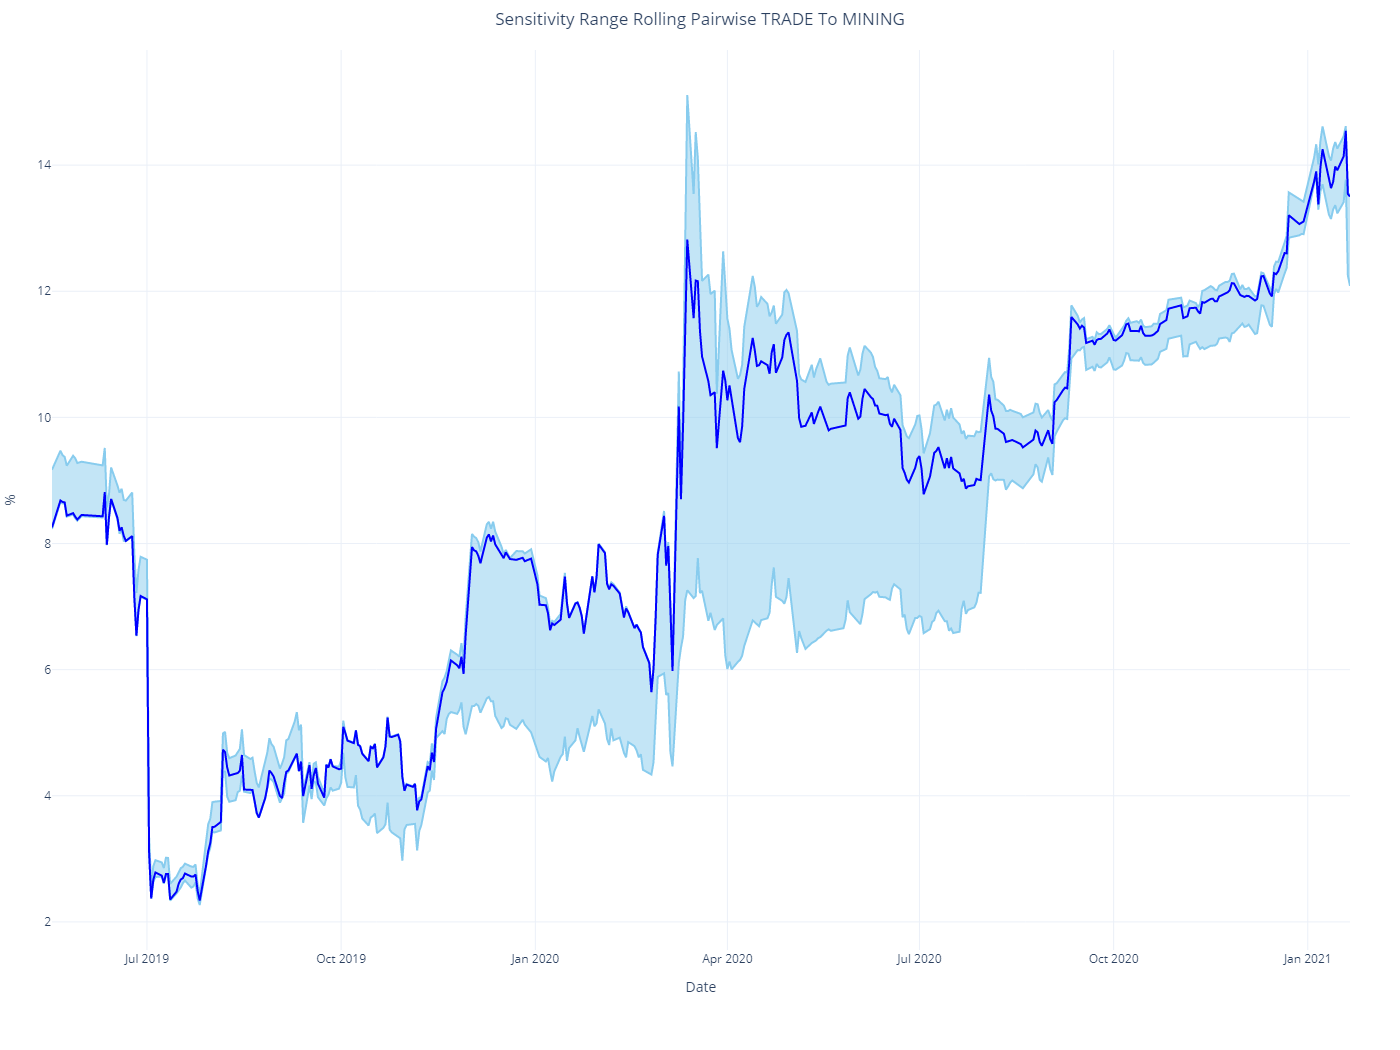 Sensitivity Range Rolling Pairwise TRADE To MINING
14
12
10
8
6
4
2
%
Jul 2019
Oct 2019
Jan 2020
Apr 2020
Jul 2020
Oct 2020
Jan 2021
Date